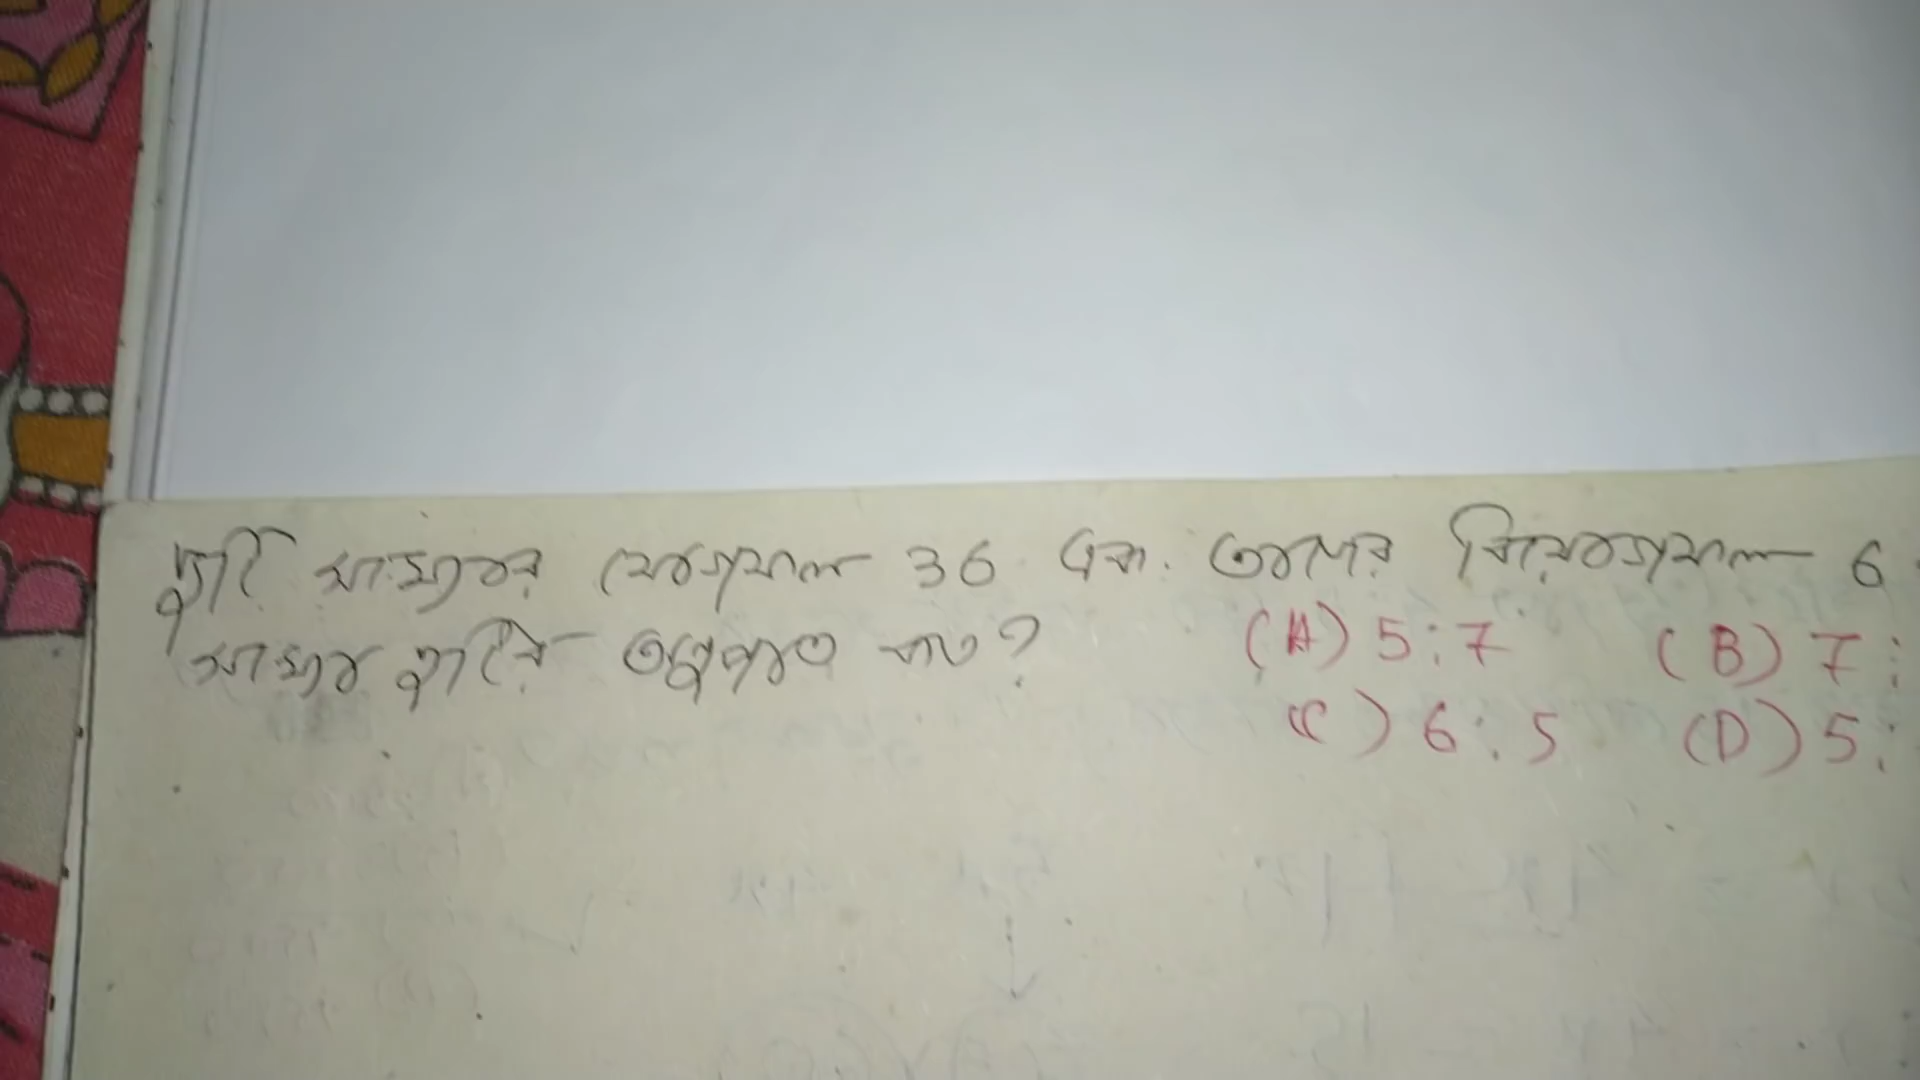 দুটি সংখ্যার যোগফল 36 এবং তাদের বিয়োগফল 6
সংখ্যা দুটির অনুপাত কত?
(A) 5:7 (B) 7:
(C) 6:5 (D) 5: